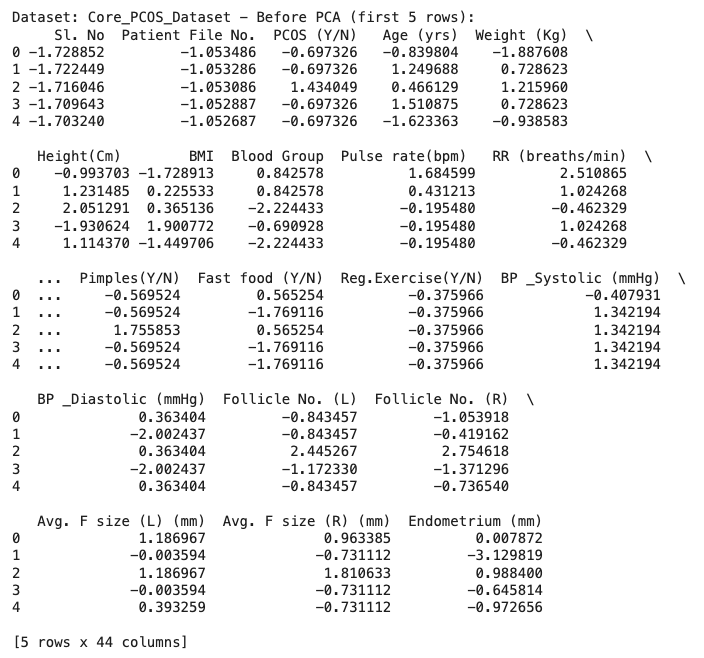 Dataset: Core_PCOS_Dataset - Before PCA (first 5 rows):
     Sl. No  Patient File No.  PCOS (Y/N)  Age (yrs)  Weight (Kg)  \
0 -1.728852         -1.053486   -0.697326  -0.839804    -1.887608
1 -1.722449         -1.053286   -0.697326   1.249688     0.728623
2 -1.716046         -1.053086    1.434049   0.466129     1.215960
3 -1.709643         -1.052887   -0.697326   1.510875     0.728623
4 -1.703240         -1.052687   -0.697326  -1.623363    -0.938583
   Height(Cm)        BMI  Blood Group  Pulse rate(bpm)   RR (breaths/min)  \
0   -0.993703 -1.728913     0.842578         1.684599           2.510865
1    1.231485  0.225533     0.842578         0.431213           1.024268
2    2.051291  0.365136    -2.224433        -0.195480          -0.462329
3   -1.930624  1.900772    -0.690928        -0.195480           1.024268
4    1.114370 -1.449706    -2.224433        -0.195480          -0.462329
   ...  Pimples(Y/N)  Fast food (Y/N)  Reg.Exercise(Y/N)  BP _Systolic (mmHg)  \
0  ...     -0.569524         0.565254          -0.375966            -0.407931
1  ...     -0.569524        -1.769116          -0.375966             1.342194
2  ...      1.755853         0.565254          -0.375966             1.342194
3  ...     -0.569524        -1.769116          -0.375966             1.342194
4  ...     -0.569524        -1.769116          -0.375966             1.342194
   BP _Diastolic (mmHg)  Follicle No. (L)  Follicle No. (R)  \
0              0.363404         -0.843457         -1.053918
1             -2.002437         -0.843457         -0.419162
2              0.363404          2.445267          2.754618
3             -2.002437         -1.172330         -1.371296
4              0.363404         -0.843457         -0.736540
   Avg. F size (L) (mm)  Avg. F size (R) (mm)  Endometrium (mm)
0              1.186967              0.963385          0.007872
1             -0.003594             -0.731112         -3.129819
2              1.186967              1.810633          0.988400
3             -0.003594             -0.731112         -0.645814
4              0.393259             -0.731112         -0.972656
[5 rows x 44 columns]